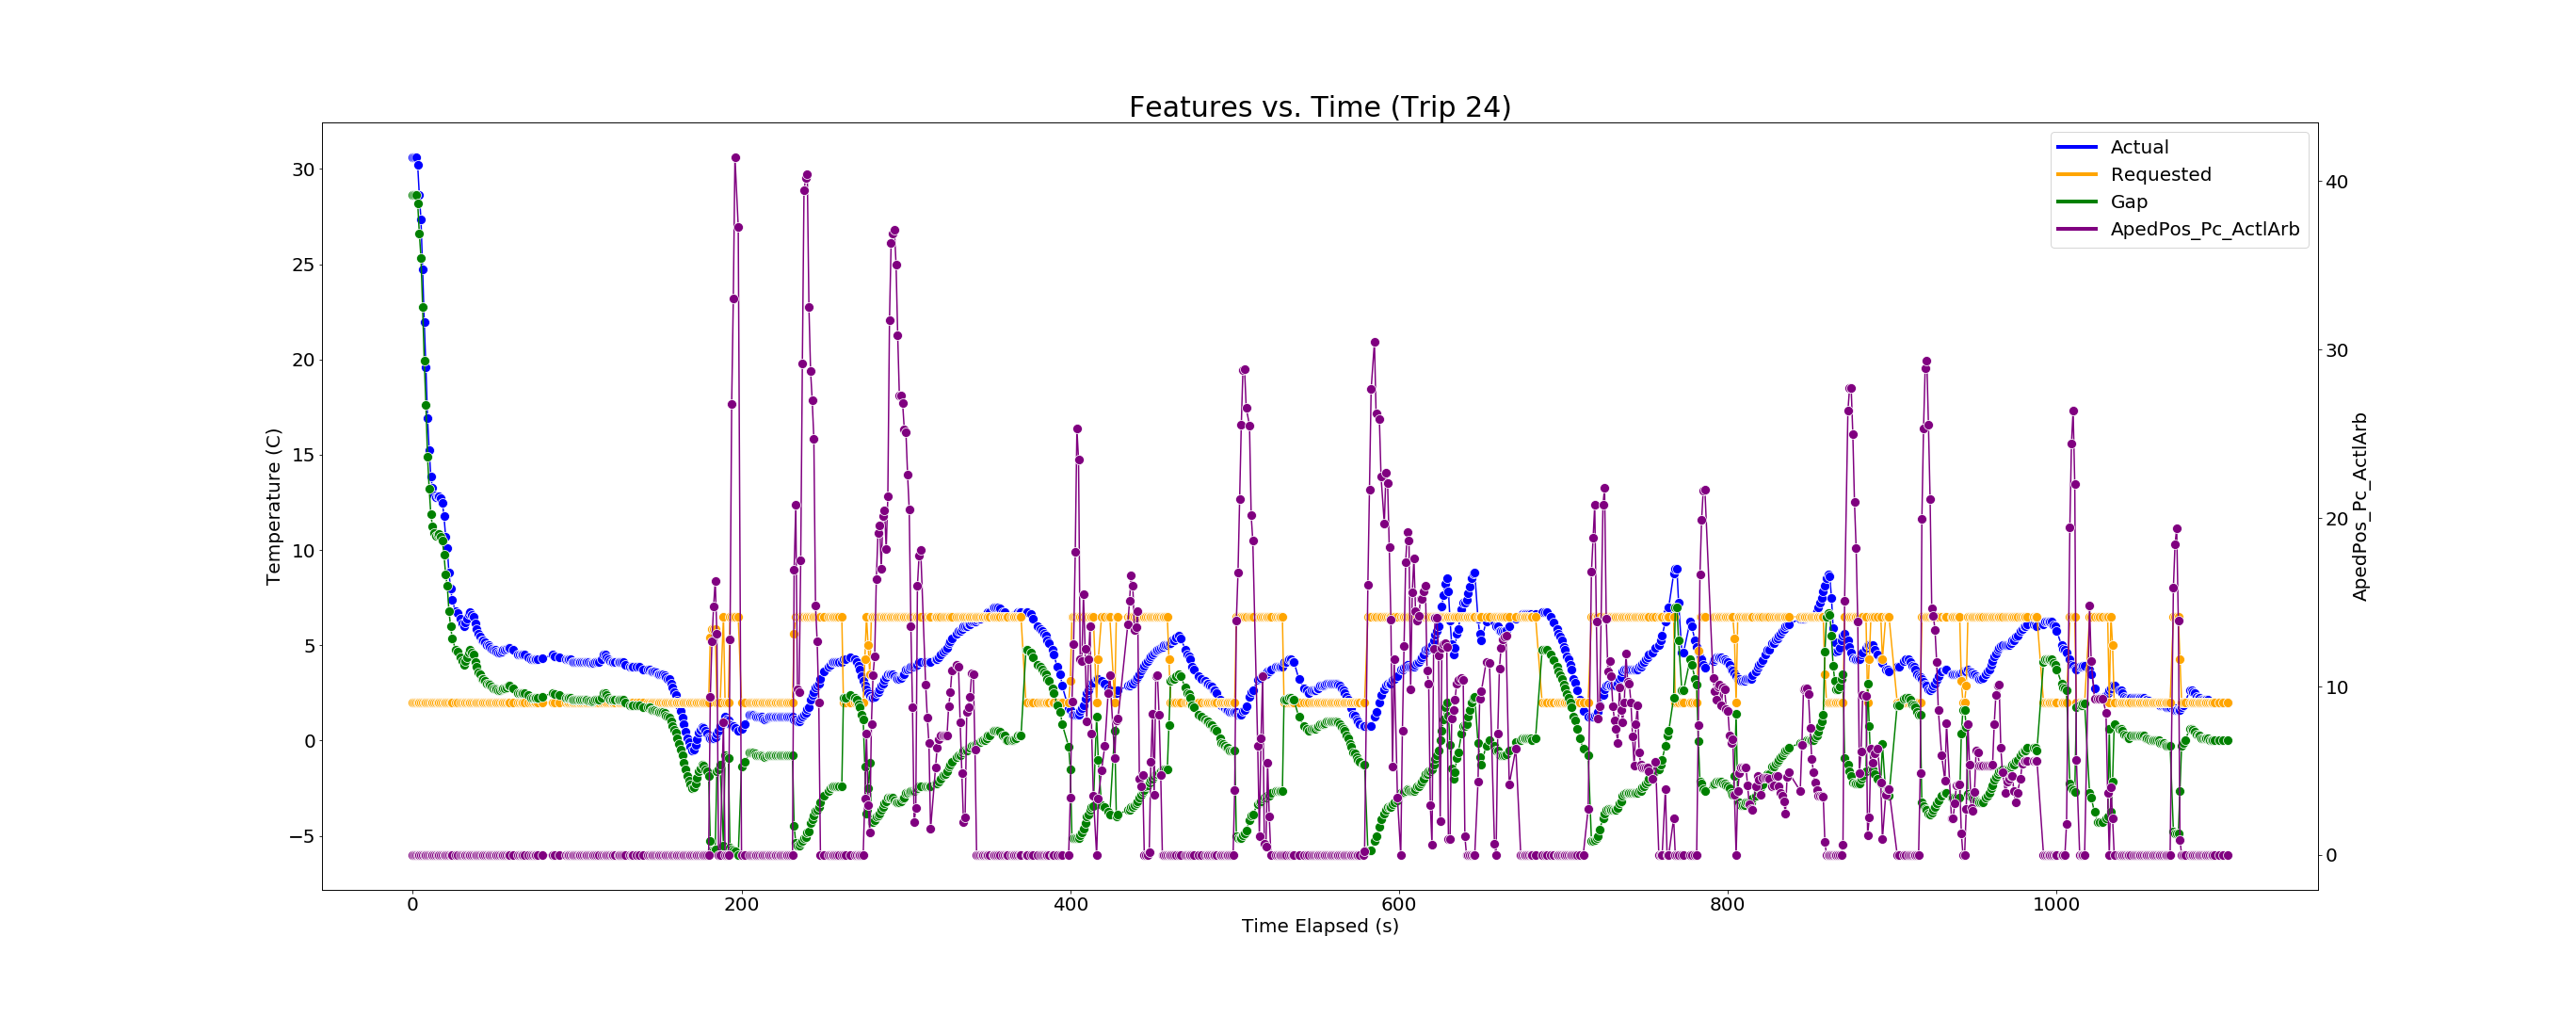 Features vs. Time (Trip 24)
Actual
Requested
Gap
ApedPos_Pc_ActlArb
Temperature (C)
30
25
20
15
10
5
0
−5
40
30
20
10
0
ApedPos_Pc_ActlArb
0 200 400 600 800 1000
Time Elapsed (s)